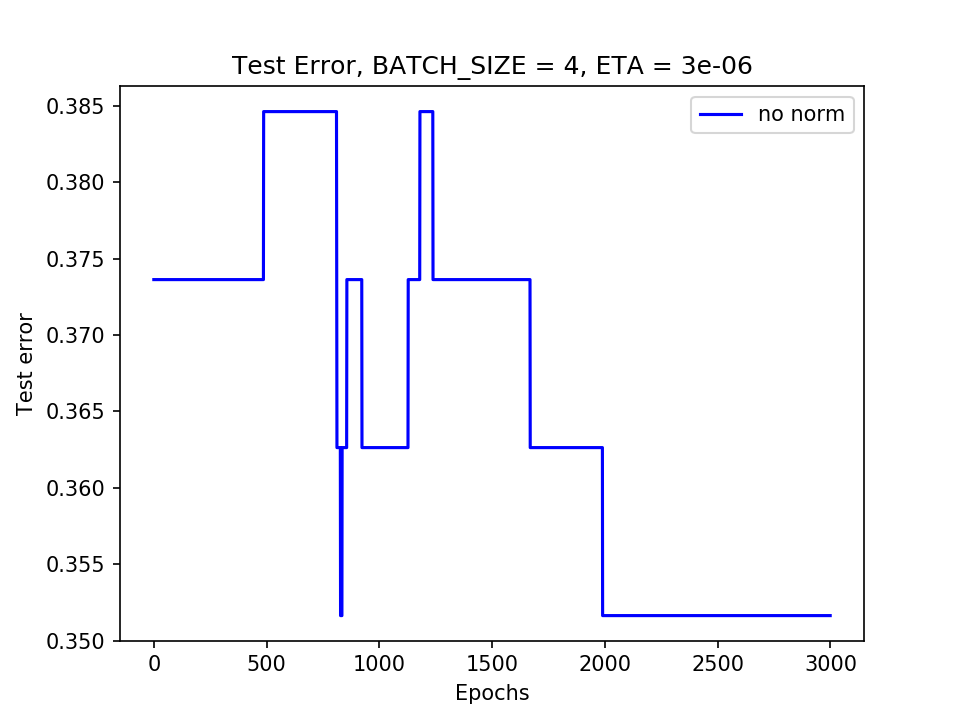 Test Error, BATCH_SIZE = 4, ETA = 3e-06
no norm
Test error
0.385
0.380
0.375
0.370
0.365
0.360
0.355
0.350
0 500 1000 1500 2000 2500 3000
Epochs